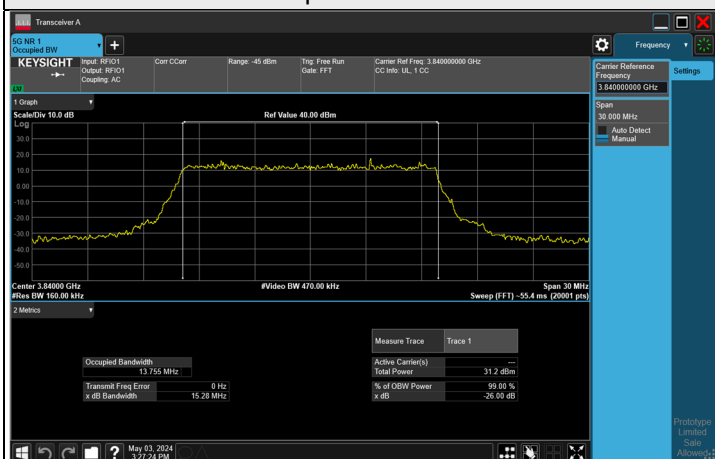 Transceiver A
5G NR 1
Occupied BW
Frequency
KEYSIGHT
LXI
Input: RFIO1
Output: RFIO1
Coupling: AC
Corr CCorr
Range: -45 dBm
Trig: Free Run
Gate: FFT
Carrier Ref Freq: 3.840000000 GHz
CC Info: UL, 1 CC
Carrier Reference
Frequency
3.840000000 GHz
Settings
Span
30.000 MHz
Auto Detect
Manual
1 Graph
Scale/Div 10.0 dB
Ref Value 40.00 dBm
Log
30.0
20.0
10.0
0.00
-10.0
-20.0
-30.0
-40.0
-50.0
Center 3.84000 GHz
#Video BW 470.00 kHz
Span 30 MHz
#Res BW 160.00 kHz
Sweep (FFT) ~55.4 ms (20001 pts)
2 Metrics
Measure Trace
Trace 1
Occupied Bandwidth
13.755 MHz
Active Carrier(s)
---
Total Power
31.2 dBm
Transmit Freq Error
0 Hz
x dB Bandwidth
15.28 MHz
% of OBW Power
99.00 %
x dB
-26.00 dB
May 03, 2024
3:27:24 PM
Prototype
Limited
Sale
Allowed